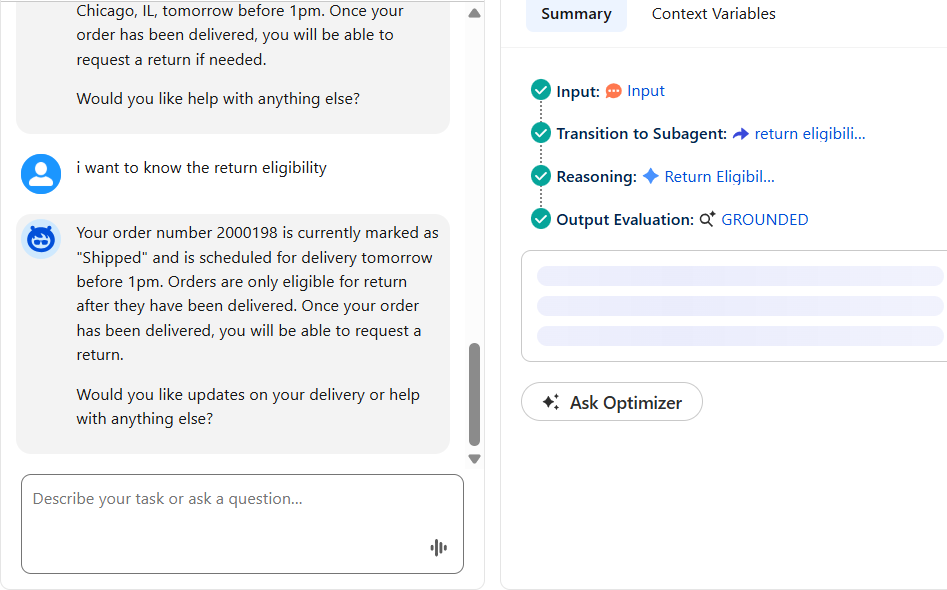 Chicago, IL, tomorrow before 1pm. Once your
order has been delivered, you will be able to
request a return if needed.
Would you like help with anything else?
i want to know the return eligibility
Your order number 2000198 is currently marked as
"Shipped" and is scheduled for delivery tomorrow
before 1pm. Orders are only eligible for return
after they have been delivered. Once your order
has been delivered, you will be able to request a
return.
Would you like updates on your delivery or help
with anything else?
Describe your task or ask a question...
Summary
Context Variables
Input: Input
Transition to Subagent: return eligibili...
Reasoning: Return Eligibil...
Output Evaluation: GROUNDED
Ask Optimizer